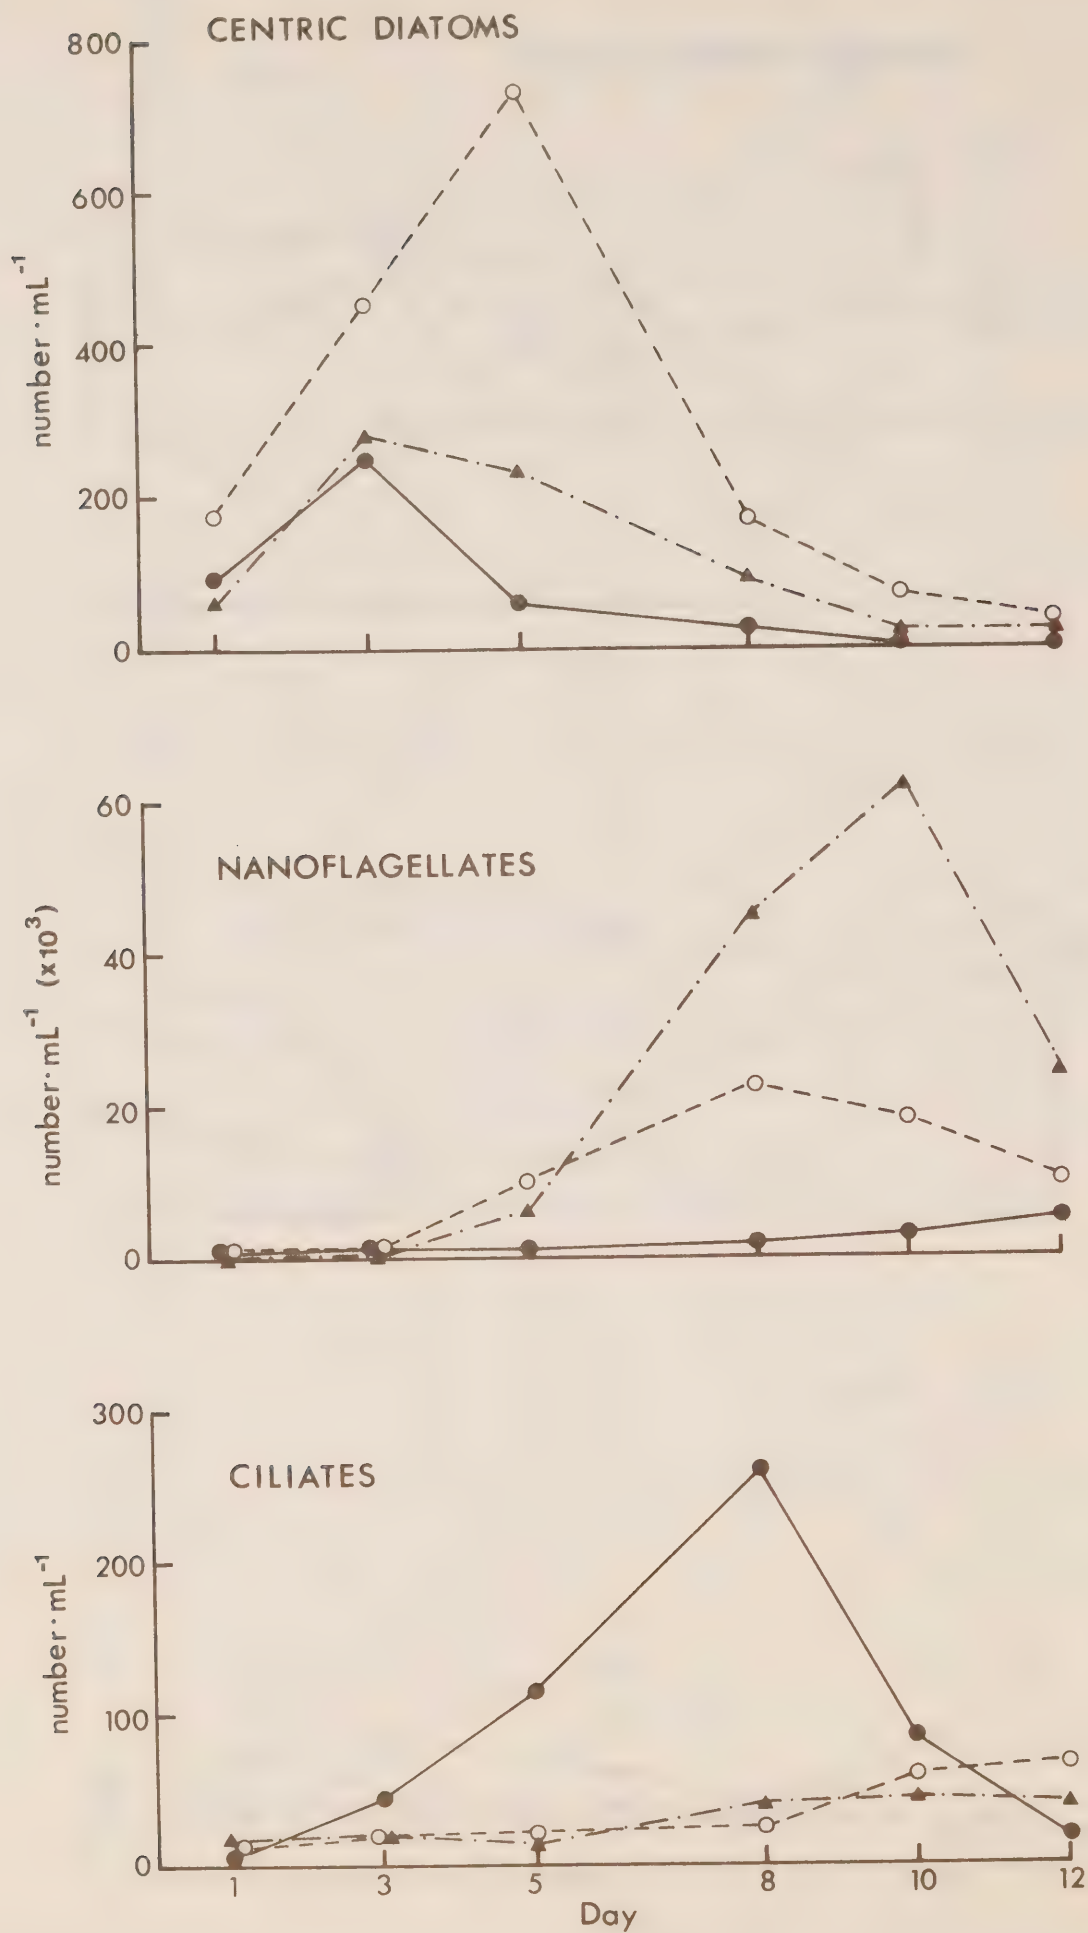 CENTRIC DIATOMS
800
600
400
200
0
number·mL⁻¹
NANOFLAGELLATES
60
40
20
0
number·mL⁻¹ (x10³)
CILIATES
300
200
100
0
number·mL⁻¹
1 3 5 8 10 12
Day